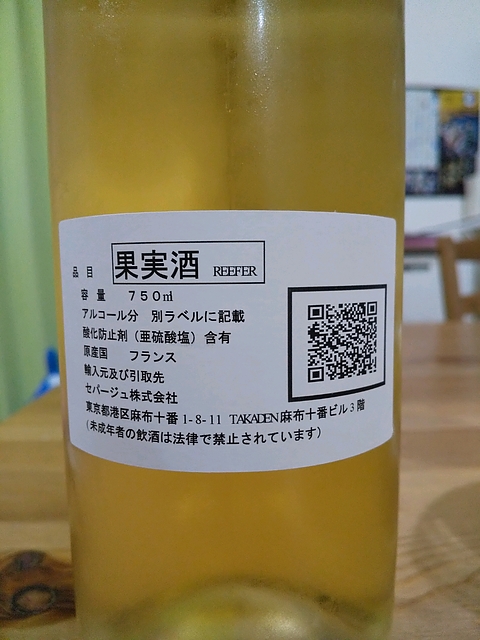 品目 果実酒 REEFER
容量 750㎖
アルコール分 別ラベルに記載
酸化防止剤（亜硫酸塩）含有
原産国 フランス
輸入元及び引取先
セパージュ株式会社
東京都港区麻布十番 1-8-11 TAKADEN麻布十番ビル3階
（未成年者の飲酒は法律で禁止されています）